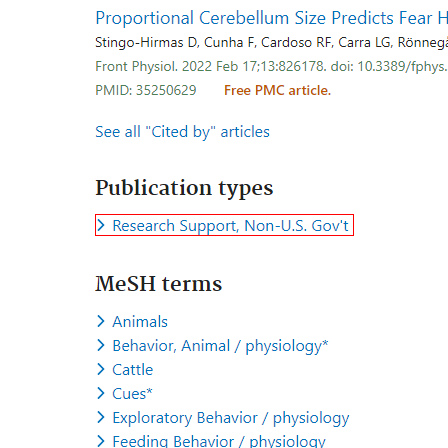 Proportional Cerebellum Size Predicts Fear H
Stingo-Hirmas D, Cunha F, Cardoso RF, Carra LG, Rönneg
Front Physiol. 2022 Feb 17;13:826178. doi: 10.3389/fphys.
PMID: 35250629 Free PMC article.
See all "Cited by" articles
Publication types
Research Support, Non-U.S. Gov't
MeSH terms
Animals
Behavior, Animal / physiology*
Cattle
Cues*
Exploratory Behavior / physiology
Feeding Behavior / physiology